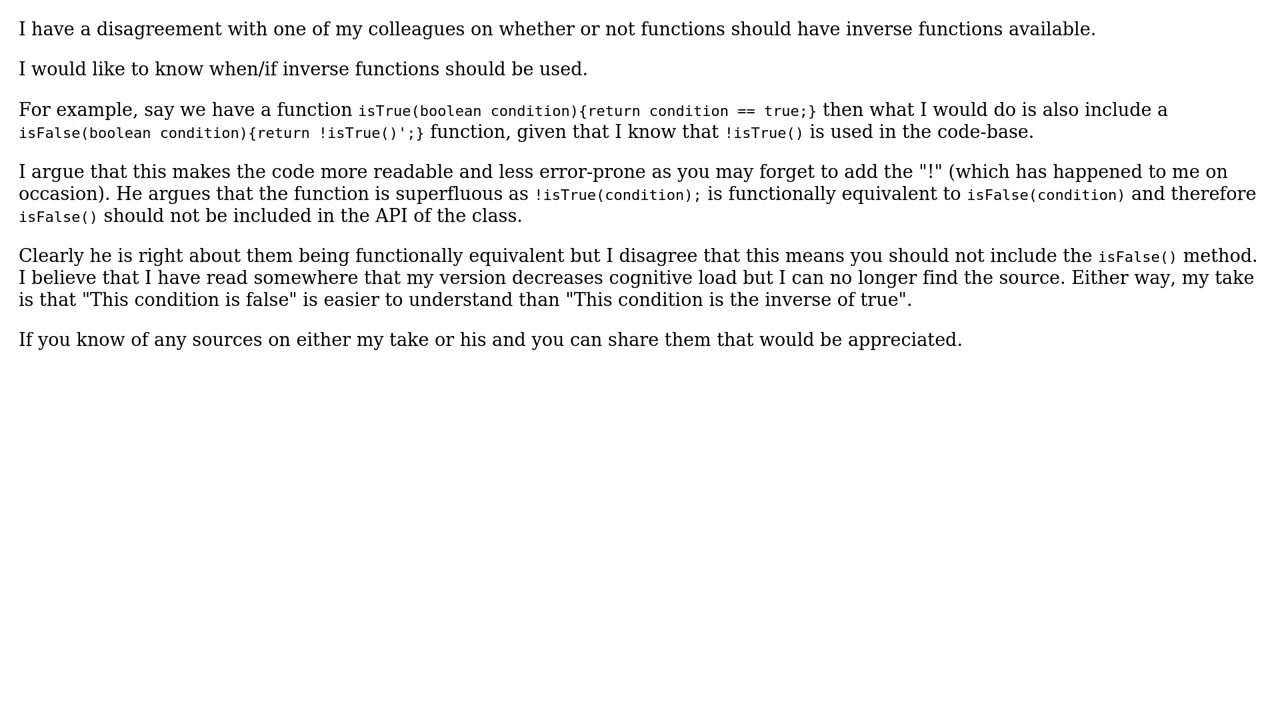 I have a disagreement with one of my colleagues on whether or not functions should have inverse functions available.
I would like to know when/if inverse functions should be used.
For example, say we have a function isTrue(boolean condition){return condition == true;} then what I would do is also include a
isFalse(boolean condition){return !isTrue()';} function, given that I know that !isTrue() is used in the code-base.
I argue that this makes the code more readable and less error-prone as you may forget to add the "!" (which has happened to me on
occasion). He argues that the function is superfluous as !isTrue(condition); is functionally equivalent to isFalse(condition) and therefore
isFalse() should not be included in the API of the class.
Clearly he is right about them being functionally equivalent but I disagree that this means you should not include the isFalse() method.
I believe that I have read somewhere that my version decreases cognitive load but I can no longer find the source. Either way, my take
is that "This condition is false" is easier to understand than "This condition is the inverse of true".
If you know of any sources on either my take or his and you can share them that would be appreciated.